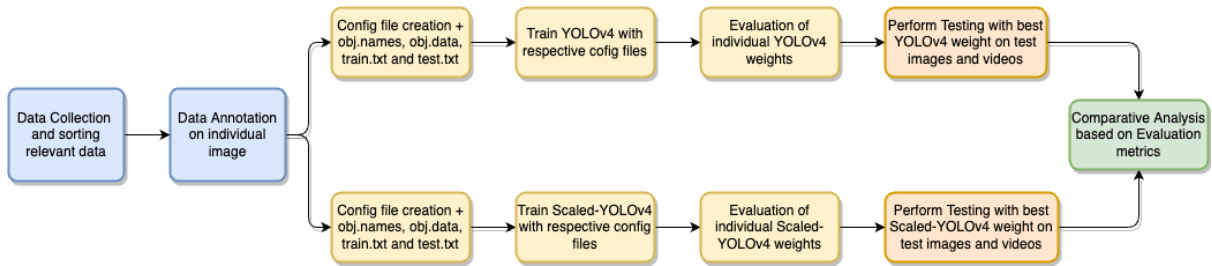 Data Collection
and sorting
relevant data
Data Annotation
on individual
image
Config file creation +
obj.names, obj.data,
train.txt and test.txt
Train YOLOv4 with
respective cofig files
Evaluation of
individual YOLOv4
weights
Perform Testing with best
YOLOv4 weight on test
images and videos
Config file creation +
obj.names, obj.data,
train.txt and test.txt
Train Scaled-YOLOv4
with respective config
files
Evaluation of
individual Scaled-
YOLOv4 weights
Perform Testing with best
Scaled-YOLOv4 weight on
test images and videos
Comparative Analysis
based on Evaluation
metrics